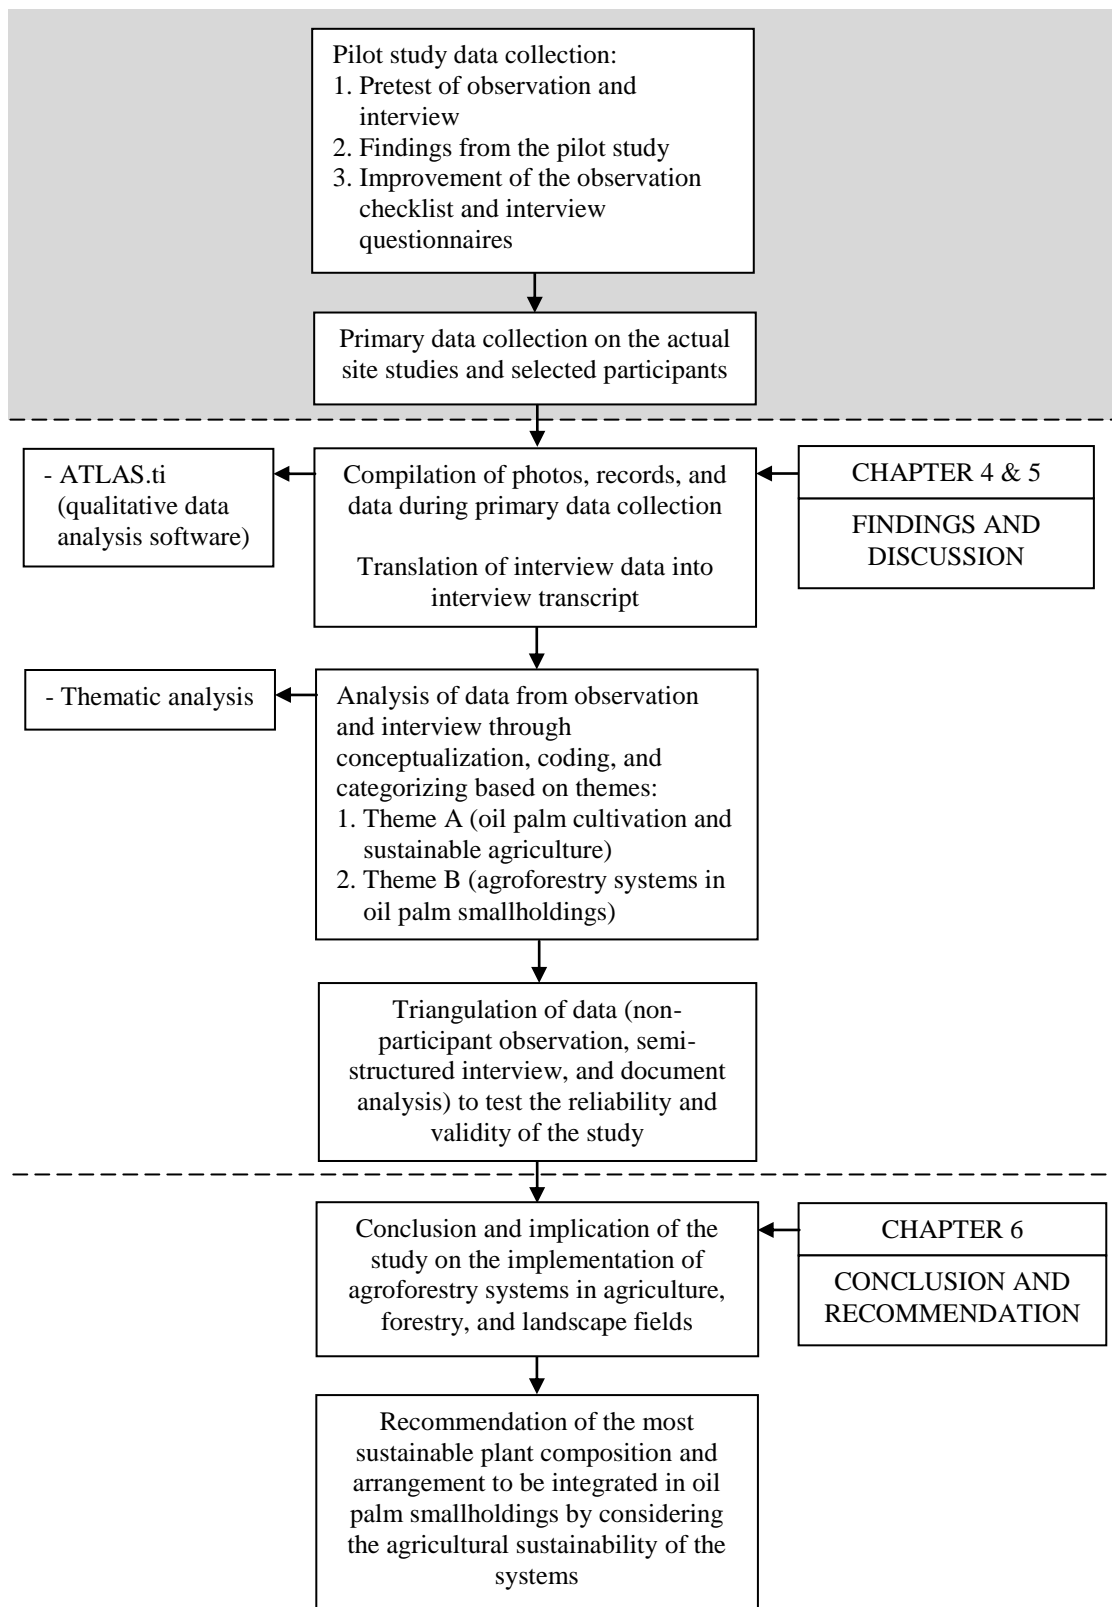 Pilot study data collection:
1. Pretest of observation and
interview
2. Findings from the pilot study
3. Improvement of the observation
checklist and interview
questionnaires
Primary data collection on the actual
site studies and selected participants
- ATLAS.ti
(qualitative data
analysis software)
Compilation of photos, records, and
data during primary data collection
Translation of interview data into
interview transcript
CHAPTER 4 & 5
FINDINGS AND
DISCUSSION
- Thematic analysis
Analysis of data from observation
and interview through
conceptualization, coding, and
categorizing based on themes:
1. Theme A (oil palm cultivation and
sustainable agriculture)
2. Theme B (agroforestry systems in
oil palm smallholdings)
Triangulation of data (non-
participant observation, semi-
structured interview, and document
analysis) to test the reliability and
validity of the study
Conclusion and implication of the
study on the implementation of
agroforestry systems in agriculture,
forestry, and landscape fields
CHAPTER 6
CONCLUSION AND
RECOMMENDATION
Recommendation of the most
sustainable plant composition and
arrangement to be integrated in oil
palm smallholdings by considering
the agricultural sustainability of the
systems